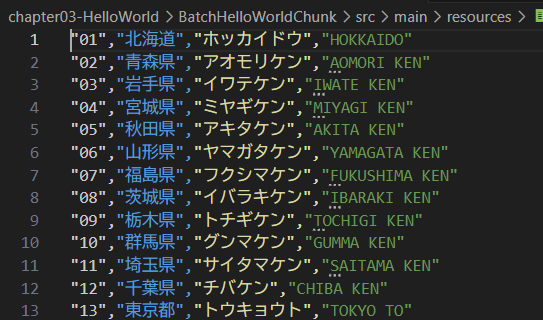 chapter03-HelloWorld > BatchHelloWorldChunk > src > main > resources >
1 "01","北海道","ホッカイドウ","HOKKAIDO"
2 "02","青森県","アオモリケン","AOMORI KEN"
3 "03","岩手県","イワテケン","IWATE KEN"
4 "04","宮城県","ミヤギケン","MIYAGI KEN"
5 "05","秋田県","アキタケン","AKITA KEN"
6 "06","山形県","ヤマガタケン","YAMAGATA KEN"
7 "07","福島県","フクシマケン","FUKUSHIMA KEN"
8 "08","茨城県","イバラキケン","IBARAKI KEN"
9 "09","栃木県","トチギケン","TOCHIGI KEN"
10 "10","群馬県","グンマケン","GUMMA KEN"
11 "11","埼玉県","サイタマケン","SAITAMA KEN"
12 "12","千葉県","チバケン","CHIBA KEN"
13 "13","東京都","トウキョウト","TOKYO TO"